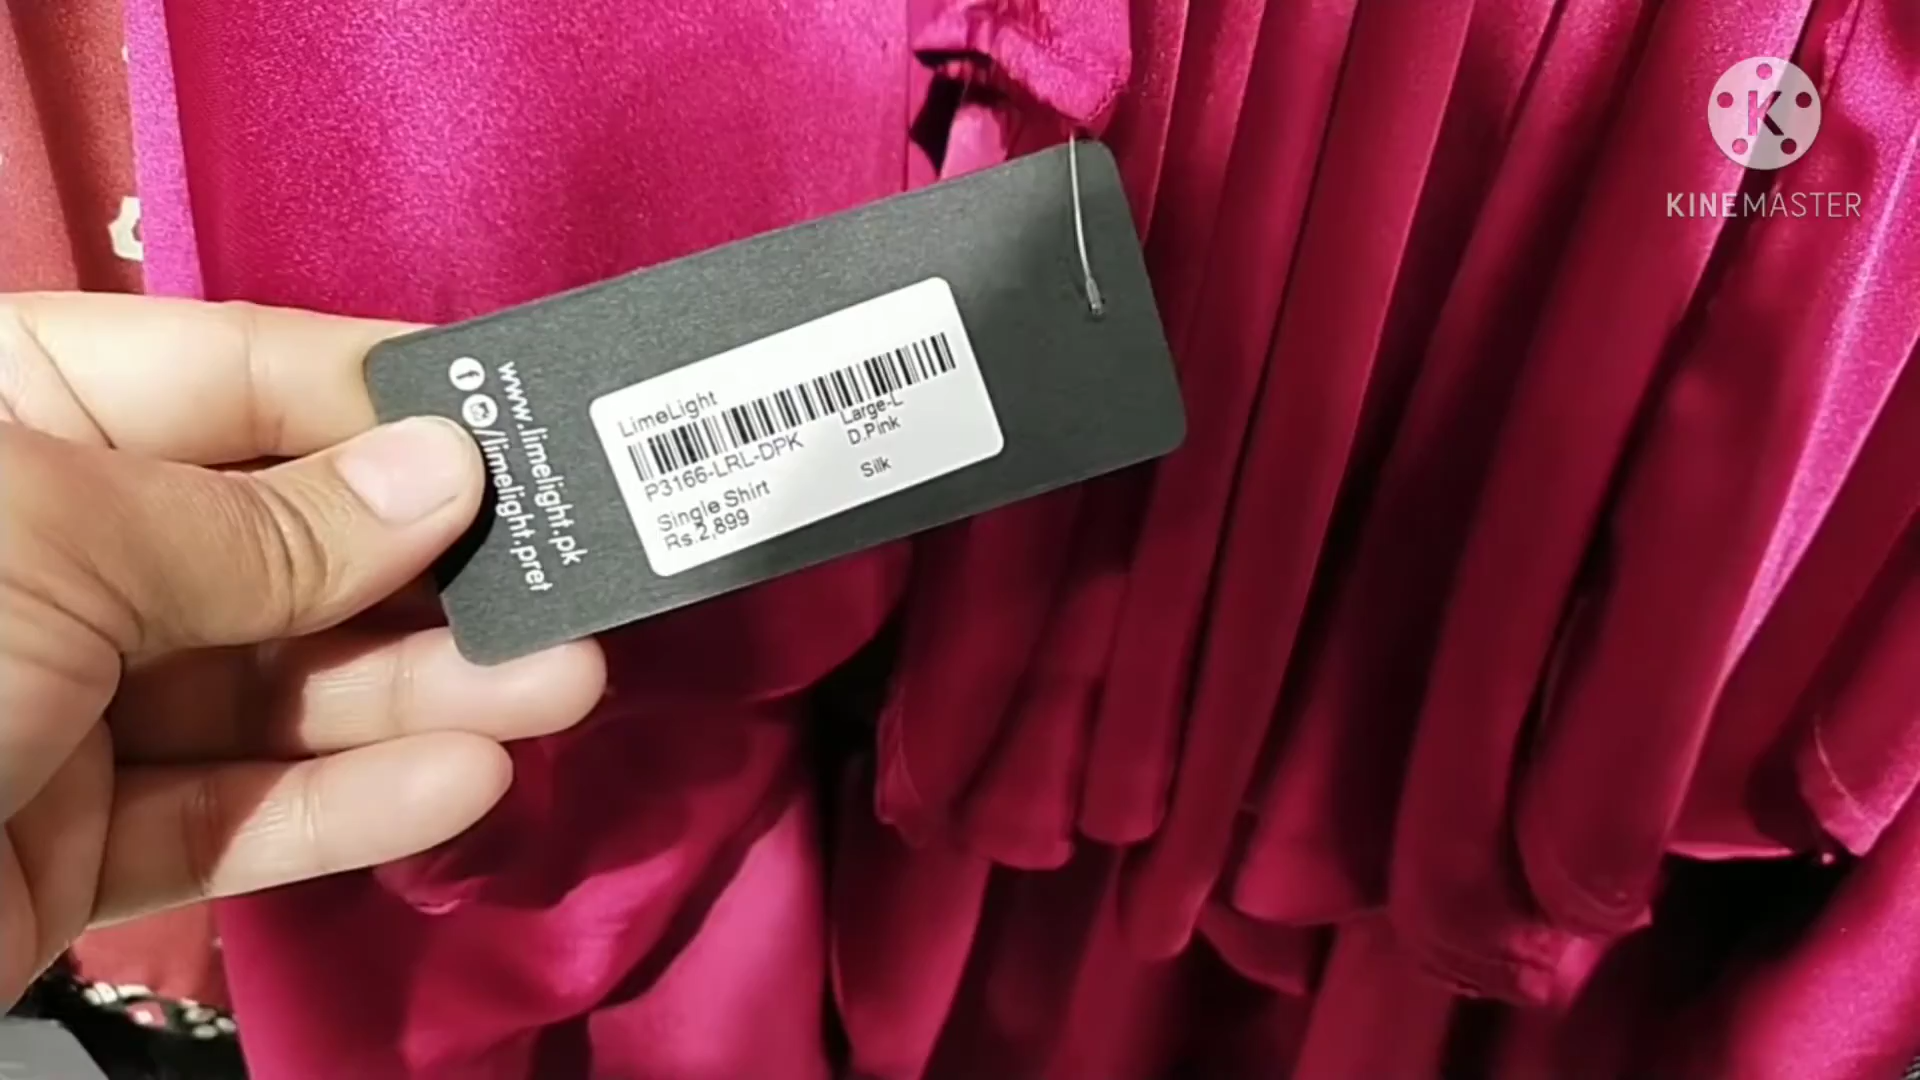 K
KINEMASTER
LimeLight
P3166-LRL-DPK
Large-L
D.Pink
Single Shirt
Silk
Rs.2,899
www.limelight.pk
f /limelight.pret